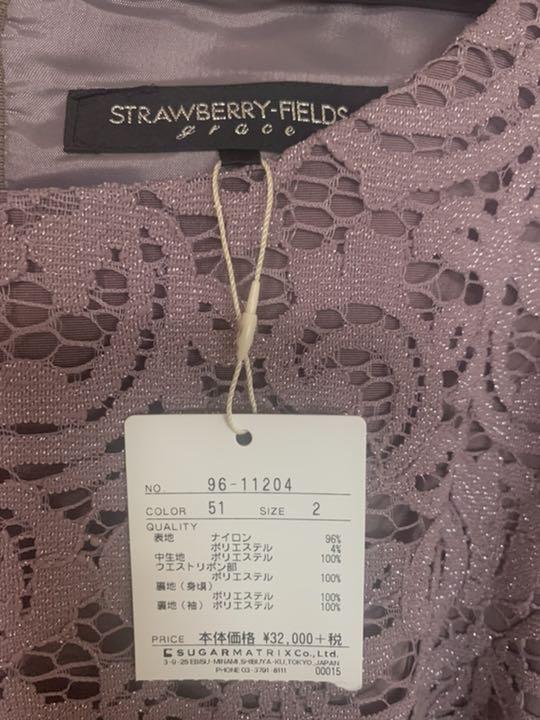 STRAWBERRY-FIELDS
grace
NO. 96-11204
COLOR 51 SIZE 2
QUALITY
表地 ナイロン 96%
ポリエステル 4%
中生地 ポリエステル 100%
ウエストリボン部
ポリエステル 100%
裏地(身頃)
ポリエステル 100%
裏地(袖) ポリエステル 100%
PRICE 本体価格 ¥32,000+税
SUGARMATRIX Co., Ltd.
3-9-25 EBISU-MINAMI, SHIBUYA-KU, TOKYO, JAPAN
PHONE 03-3791-8111 00015